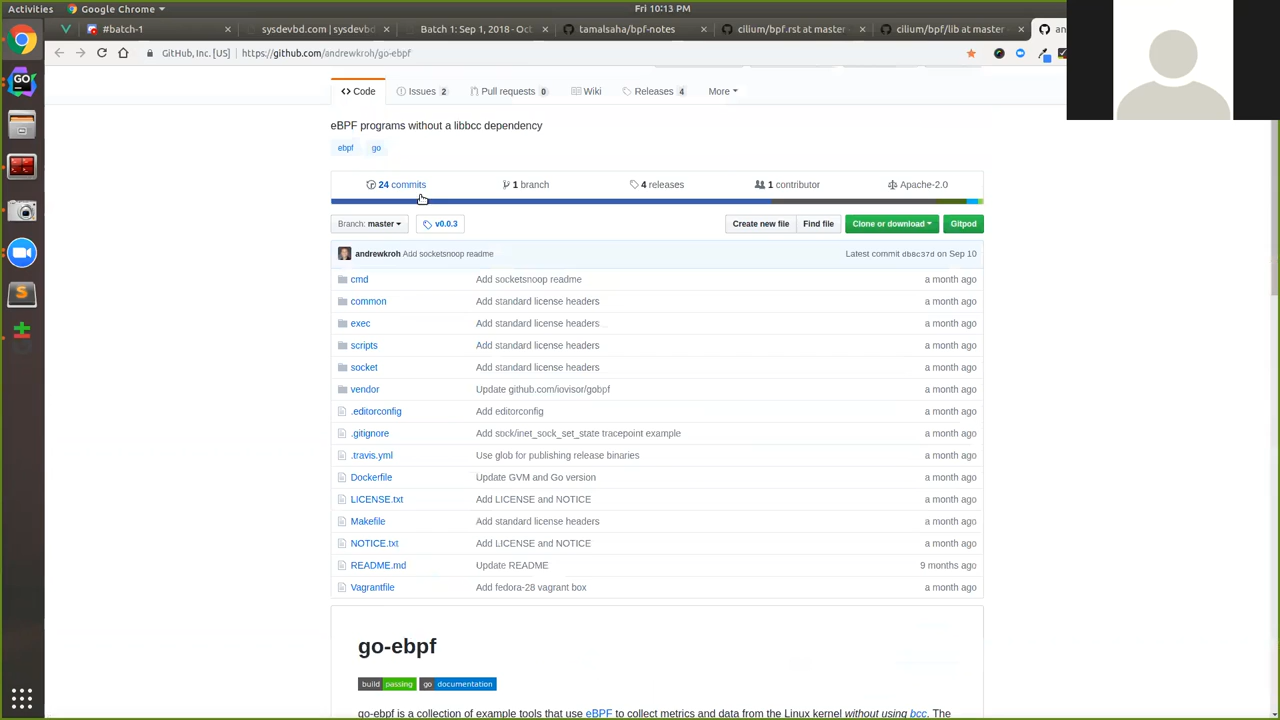 Activities Google Chrome Fri 10:13 PM
#batch-1 sysdevbd.com | sysdevbd Batch 1: Sep 1, 2018 - Oct tamalsaha/bpf-notes cilium/bpf.rst at master cilium/bpf/lib at master an
GitHub, Inc. [US] https://github.com/andrewkroh/go-ebpf
Code Issues 2 Pull requests 0 Wiki Releases 4 More
eBPF programs without a libbcc dependency
ebpf go
24 commits 1 branch 4 releases 1 contributor Apache-2.0
Branch: master v0.0.3 Create new file Find file Clone or download Gitpod
andrewkroh Add socketsnoop readme Latest commit db8c37d on Sep 10
cmd Add socketsnoop readme a month ago
common Add standard license headers a month ago
exec Add standard license headers a month ago
scripts Add standard license headers a month ago
socket Add standard license headers a month ago
vendor Update github.com/iovisor/gobpf a month ago
.editorconfig Add editorconfig a month ago
.gitignore Add sock/inet_sock_set_state tracepoint example a month ago
.travis.yml Use glob for publishing release binaries a month ago
Dockerfile Update GVM and Go version a month ago
LICENSE.txt Add LICENSE and NOTICE a month ago
Makefile Add standard license headers a month ago
NOTICE.txt Add LICENSE and NOTICE a month ago
README.md Update README 9 months ago
Vagrantfile Add fedora-28 vagrant box a month ago
go-ebpf
build passing go documentation
go-ebpf is a collection of example tools that use eBPF to collect metrics and data from the Linux kernel without using bcc. The